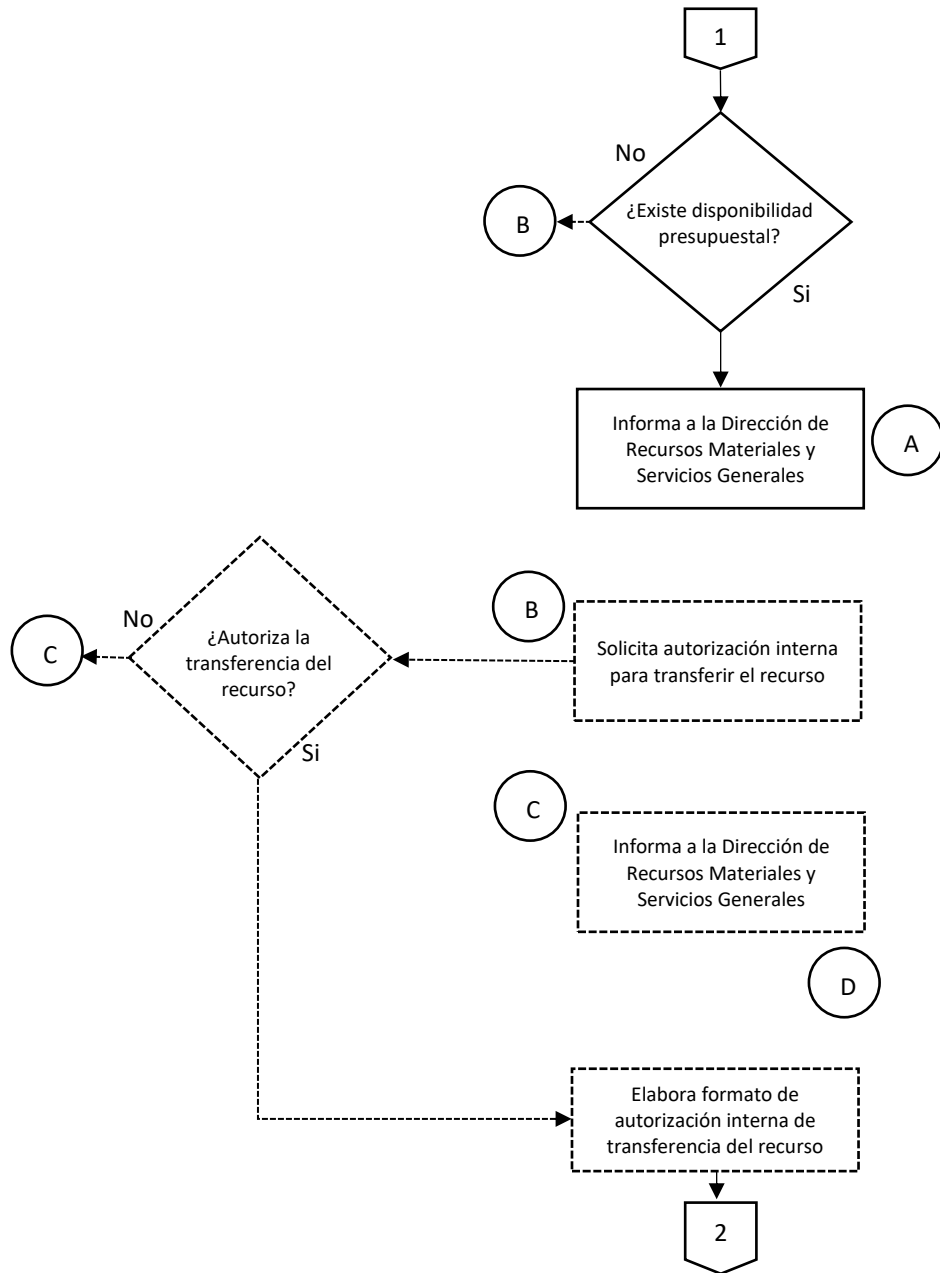 1
No
¿Existe disponibilidad
presupuestal?
B
Si
Informa a la Dirección de
Recursos Materiales y
Servicios Generales
A
B
Solicita autorización interna
para transferir el recurso
No
¿Autoriza la
transferencia del
recurso?
C
Si
C
Informa a la Dirección de
Recursos Materiales y
Servicios Generales
D
Elabora formato de
autorización interna de
transferencia del recurso
2